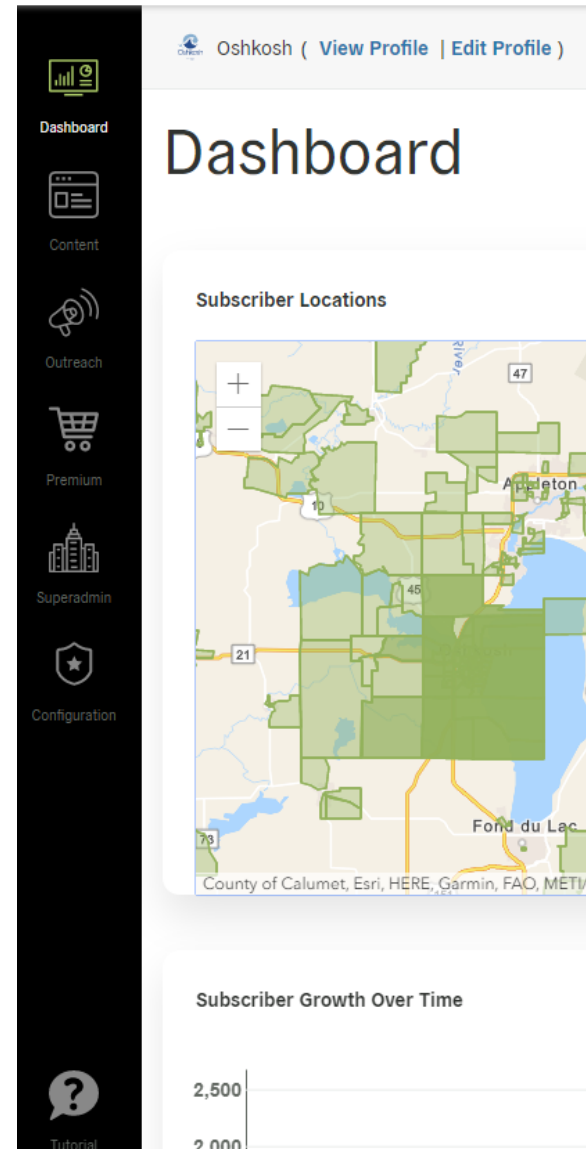 Oshkosh ( View Profile | Edit Profile )
Dashboard
Content
Outreach
Premium
Superadmin
Configuration
Tutorial
Dashboard
Subscriber Locations
+
−
River
47
Appleton
10
45
21
Fond du Lac
73
County of Calumet, Esri, HERE, Garmin, FAO, METI/
Subscriber Growth Over Time
2,500
2,000